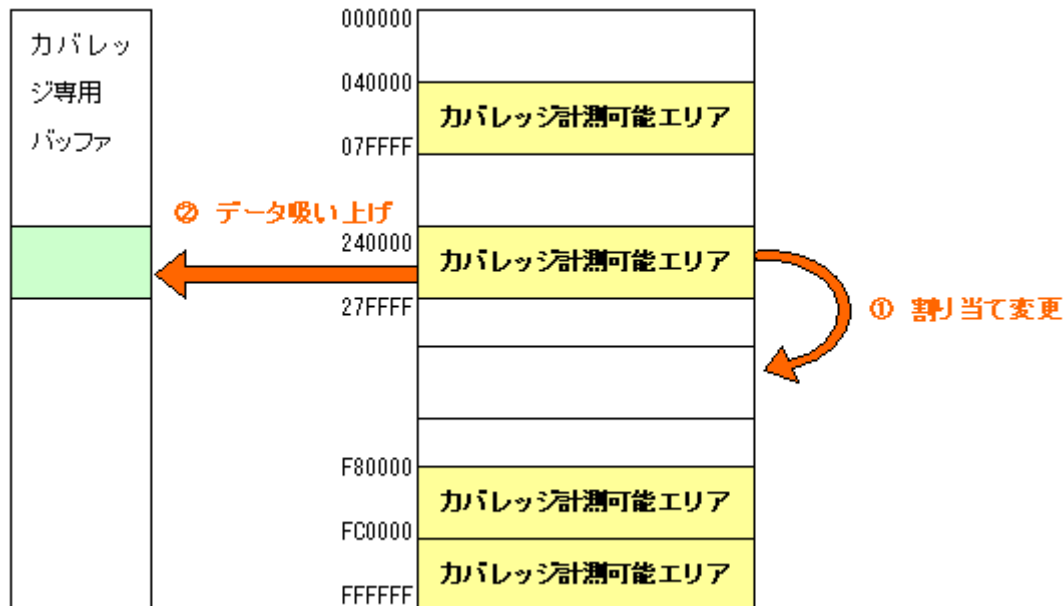 カバレッ
ジ専用
バッファ
000000
040000
カバレッジ計測可能エリア
07FFFF
② データ吸い上げ
240000
カバレッジ計測可能エリア
27FFFF
① 割り当て変更
F80000
カバレッジ計測可能エリア
FC0000
カバレッジ計測可能エリア
FFFFFF